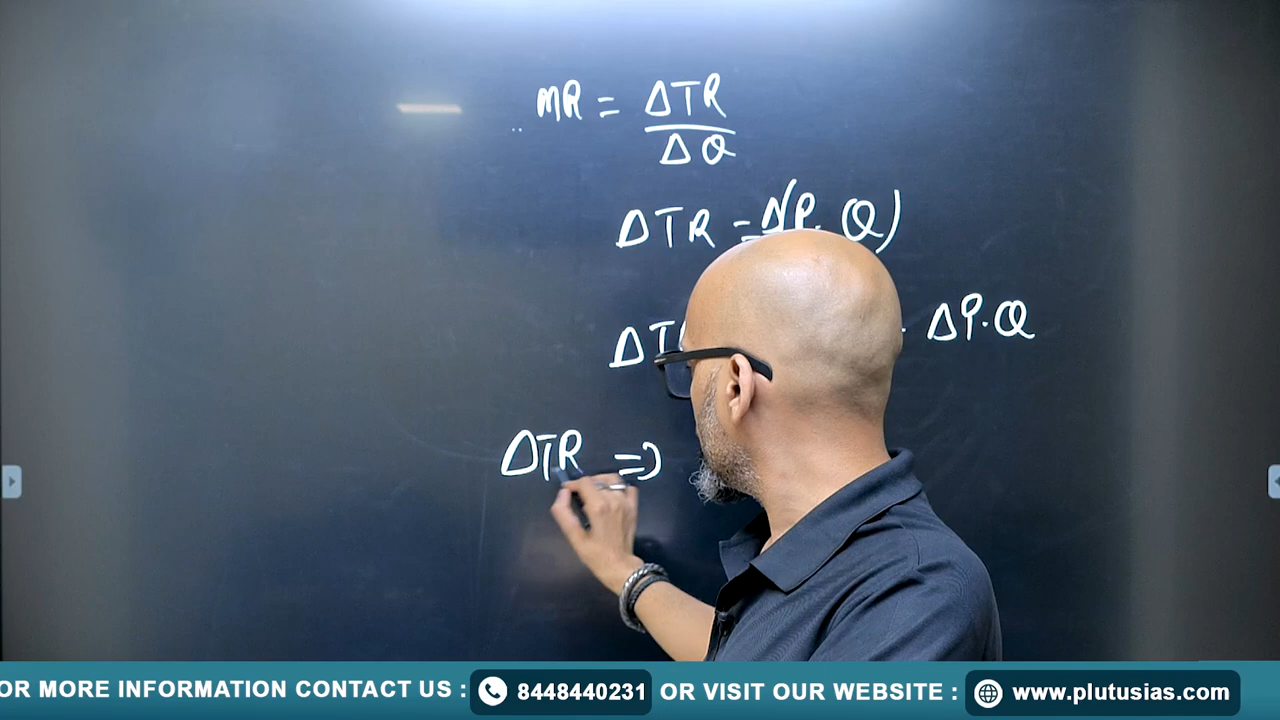 MR = ΔTR
ΔQ
ΔTR = Δ(P. Q)
ΔT ΔP.Q
ΔTR =>
OR MORE INFORMATION CONTACT US : 8448440231 OR VISIT OUR WEBSITE : www.plutusias.com